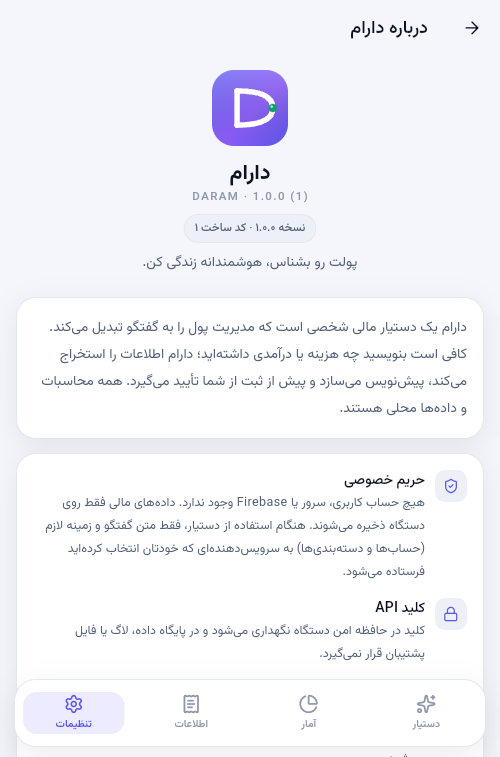 درباره دارام
دارام
DARAM · 1.0.0 (1)
نسخه ۱.۰.۰ · کد ساخت ۱
پولت رو بشناس، هوشمندانه زندگی کن.
دارام یک دستیار مالی شخصی است که مدیریت پول را به گفتگو تبدیل می‌کند.
کافی است بنویسید چه هزینه یا درآمدی داشته‌اید؛ دارام اطلاعات را استخراج
می‌کند، پیش‌نویس می‌سازد و پیش از ثبت از شما تأیید می‌گیرد. همه محاسبات
و داده‌ها محلی هستند.
حریم خصوصی
هیچ حساب کاربری، سرور یا Firebase وجود ندارد. داده‌های مالی فقط روی
دستگاه ذخیره می‌شوند. هنگام استفاده از دستیار، فقط متن گفتگو و زمینه لازم
(حساب‌ها و دسته‌بندی‌ها) به سرویس‌دهنده‌ای که خودتان انتخاب کرده‌اید
فرستاده می‌شود.
کلید API
کلید در حافظه امن دستگاه نگهداری می‌شود و در پایگاه داده، لاگ یا فایل
پشتیبان قرار نمی‌گیرد.
دستیار
آمار
اطلاعات
تنظیمات